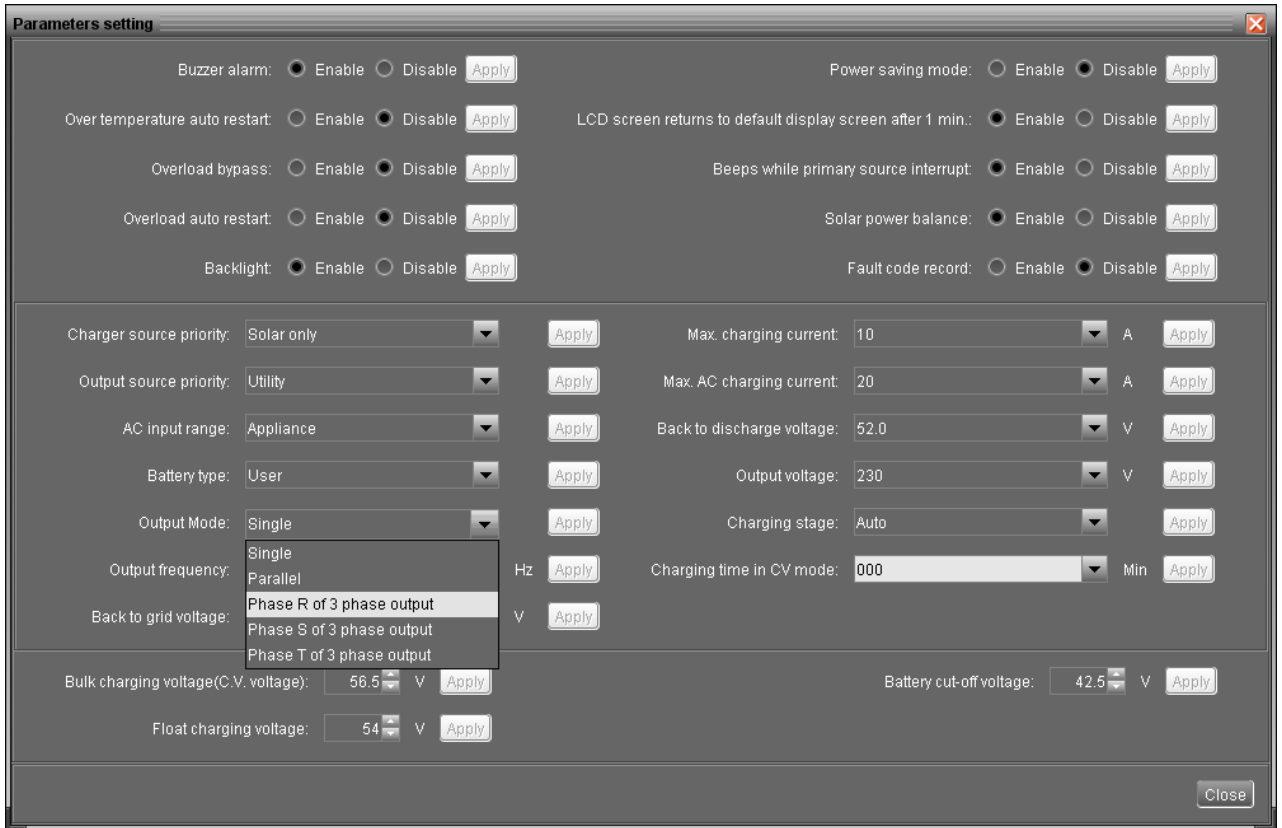 Parameters setting
Buzzer alarm: Enable Disable Apply Power saving mode: Enable Disable Apply
Over temperature auto restart: Enable Disable Apply LCD screen returns to default display screen after 1 min.: Enable Disable Apply
Overload bypass: Enable Disable Apply Beeps while primary source interrupt: Enable Disable Apply
Overload auto restart: Enable Disable Apply Solar power balance: Enable Disable Apply
Backlight: Enable Disable Apply Fault code record: Enable Disable Apply
Charger source priority: Solar only Apply Max. charging current: 10 A Apply
Output source priority: Utility Apply Max. AC charging current: 20 A Apply
AC input range: Appliance Apply Back to discharge voltage: 52.0 V Apply
Battery type: User Apply Output voltage: 230 V Apply
Output Mode: Single Apply Charging stage: Auto Apply
Single
Output frequency: Hz Apply Charging time in CV mode: 000 Min Apply
Parallel
Phase R of 3 phase output
Back to grid voltage: V Apply
Phase S of 3 phase output
Phase T of 3 phase output
Bulk charging voltage(C.V. voltage): 56.5 V Apply Battery cut-off voltage: 42.5 V Apply
Float charging voltage: 54 V Apply
Close